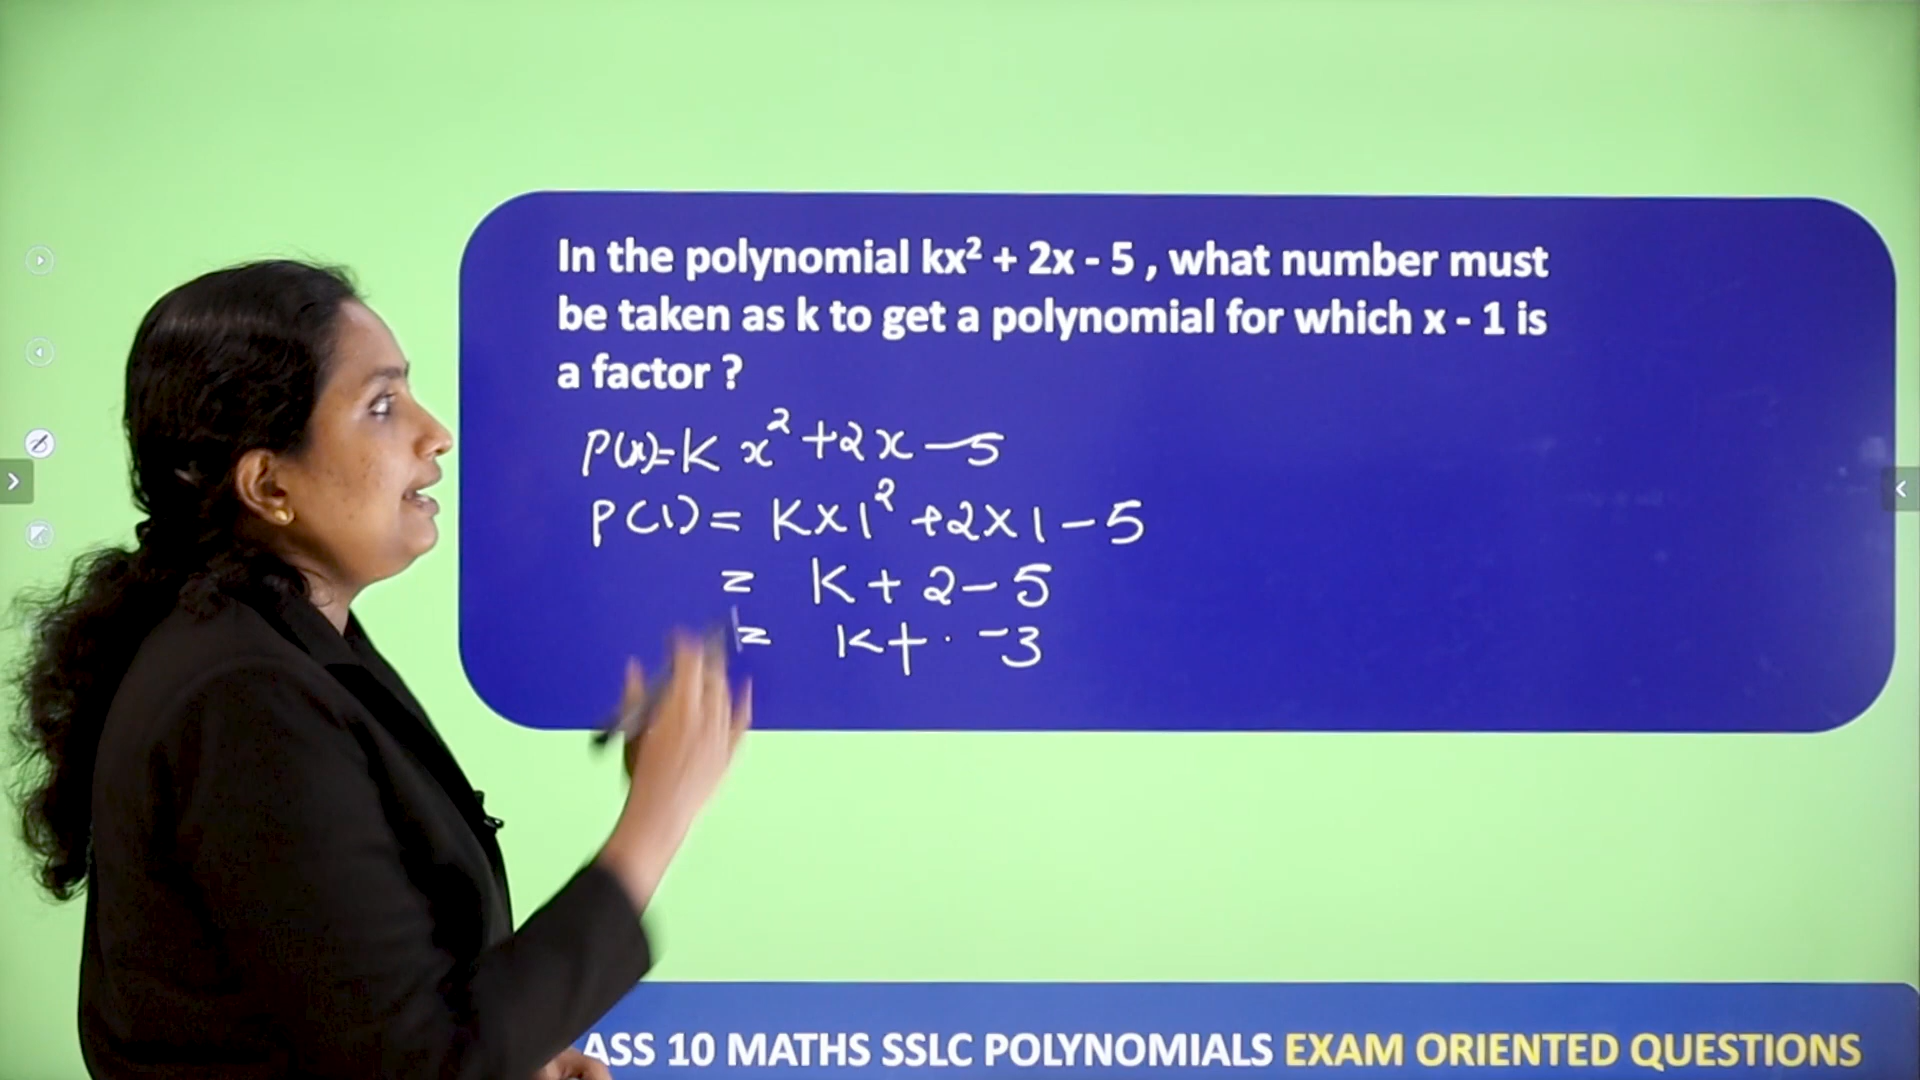 In the polynomial kx² + 2x - 5 , what number must
be taken as k to get a polynomial for which x - 1 is
a factor ?
P(x)=K x² +2x-5
P(1) = K×1² +2×1-5
= K+2-5
= K+ -3
ASS 10 MATHS SSLC POLYNOMIALS EXAM ORIENTED QUESTIONS